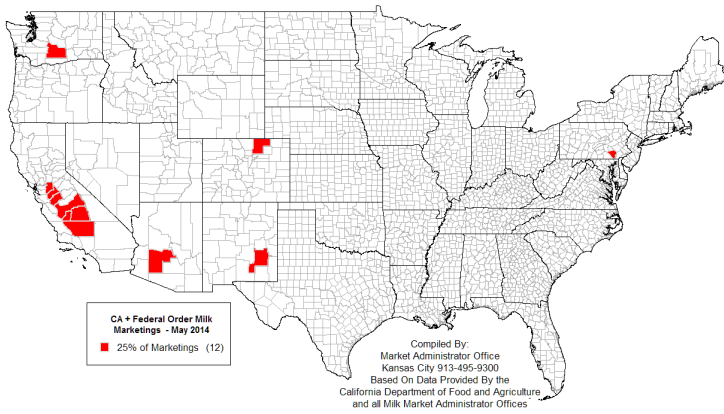 CA + Federal Order Milk
Marketings - May 2014
25% of Marketings (12)
Compiled By:
Market Administrator Office
Kansas City 913-495-9300
Based On Data Provided By the
California Department of Food and Agriculture
and all Milk Market Administrator Offices